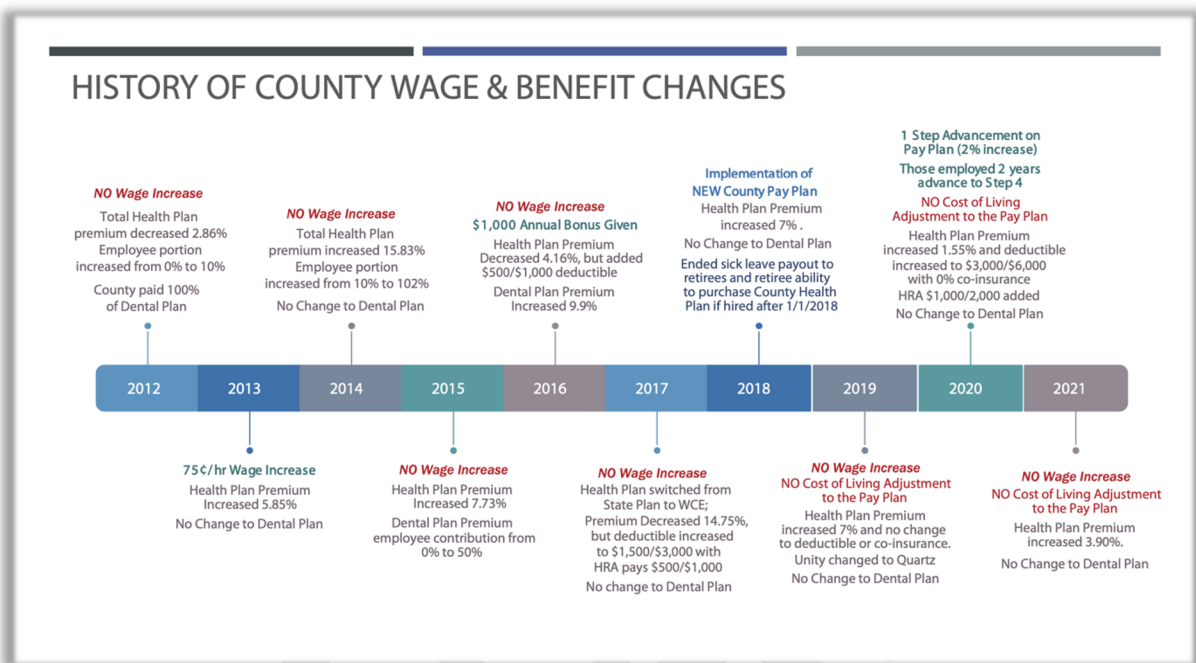 HISTORY OF COUNTY WAGE & BENEFIT CHANGES
NO Wage Increase
Total Health Plan
premium decreased 2.86%
Employee portion
increased from 0% to 10%
County paid 100%
of Dental Plan
NO Wage Increase
Total Health Plan
premium increased 15.83%
Employee portion
increased from 10% to 102%
No Change to Dental Plan
NO Wage Increase
$1,000 Annual Bonus Given
Health Plan Premium
Decreased 4.16%, but added
$500/$1,000 deductible
Dental Plan Premium
Increased 9.9%
Implementation of
NEW County Pay Plan
Health Plan Premium
increased 7% .
No Change to Dental Plan
Ended sick leave payout to
retirees and retiree ability
to purchase County Health
Plan if hired after 1/1/2018
1 Step Advancement on
Pay Plan (2% increase)
Those employed 2 years
advance to Step 4
NO Cost of Living
Adjustment to the Pay Plan
Health Plan Premium
increased 1.55% and deductible
increased to $3,000/$6,000
with 0% co-insurance
HRA $1,000/2,000 added
No Change to Dental Plan
2012 2013 2014 2015 2016 2017 2018 2019 2020 2021
75¢/hr Wage Increase
Health Plan Premium
Increased 5.85%
No Change to Dental Plan
NO Wage Increase
Health Plan Premium
Increased 7.73%
Dental Plan Premium
employee contribution from
0% to 50%
NO Wage Increase
Health Plan switched from
State Plan to WCE;
Premium Decreased 14.75%,
but deductible increased
to $1,500/$3,000 with
HRA pays $500/$1,000
No change to Dental Plan
NO Wage Increase
NO Cost of Living Adjustment
to the Pay Plan
Health Plan Premium
increased 7% and no change
to deductible or co-insurance.
Unity changed to Quartz
No Change to Dental Plan
NO Wage Increase
NO Cost of Living Adjustment
to the Pay Plan
Health Plan Premium
increased 3.90%.
No Change to Dental Plan